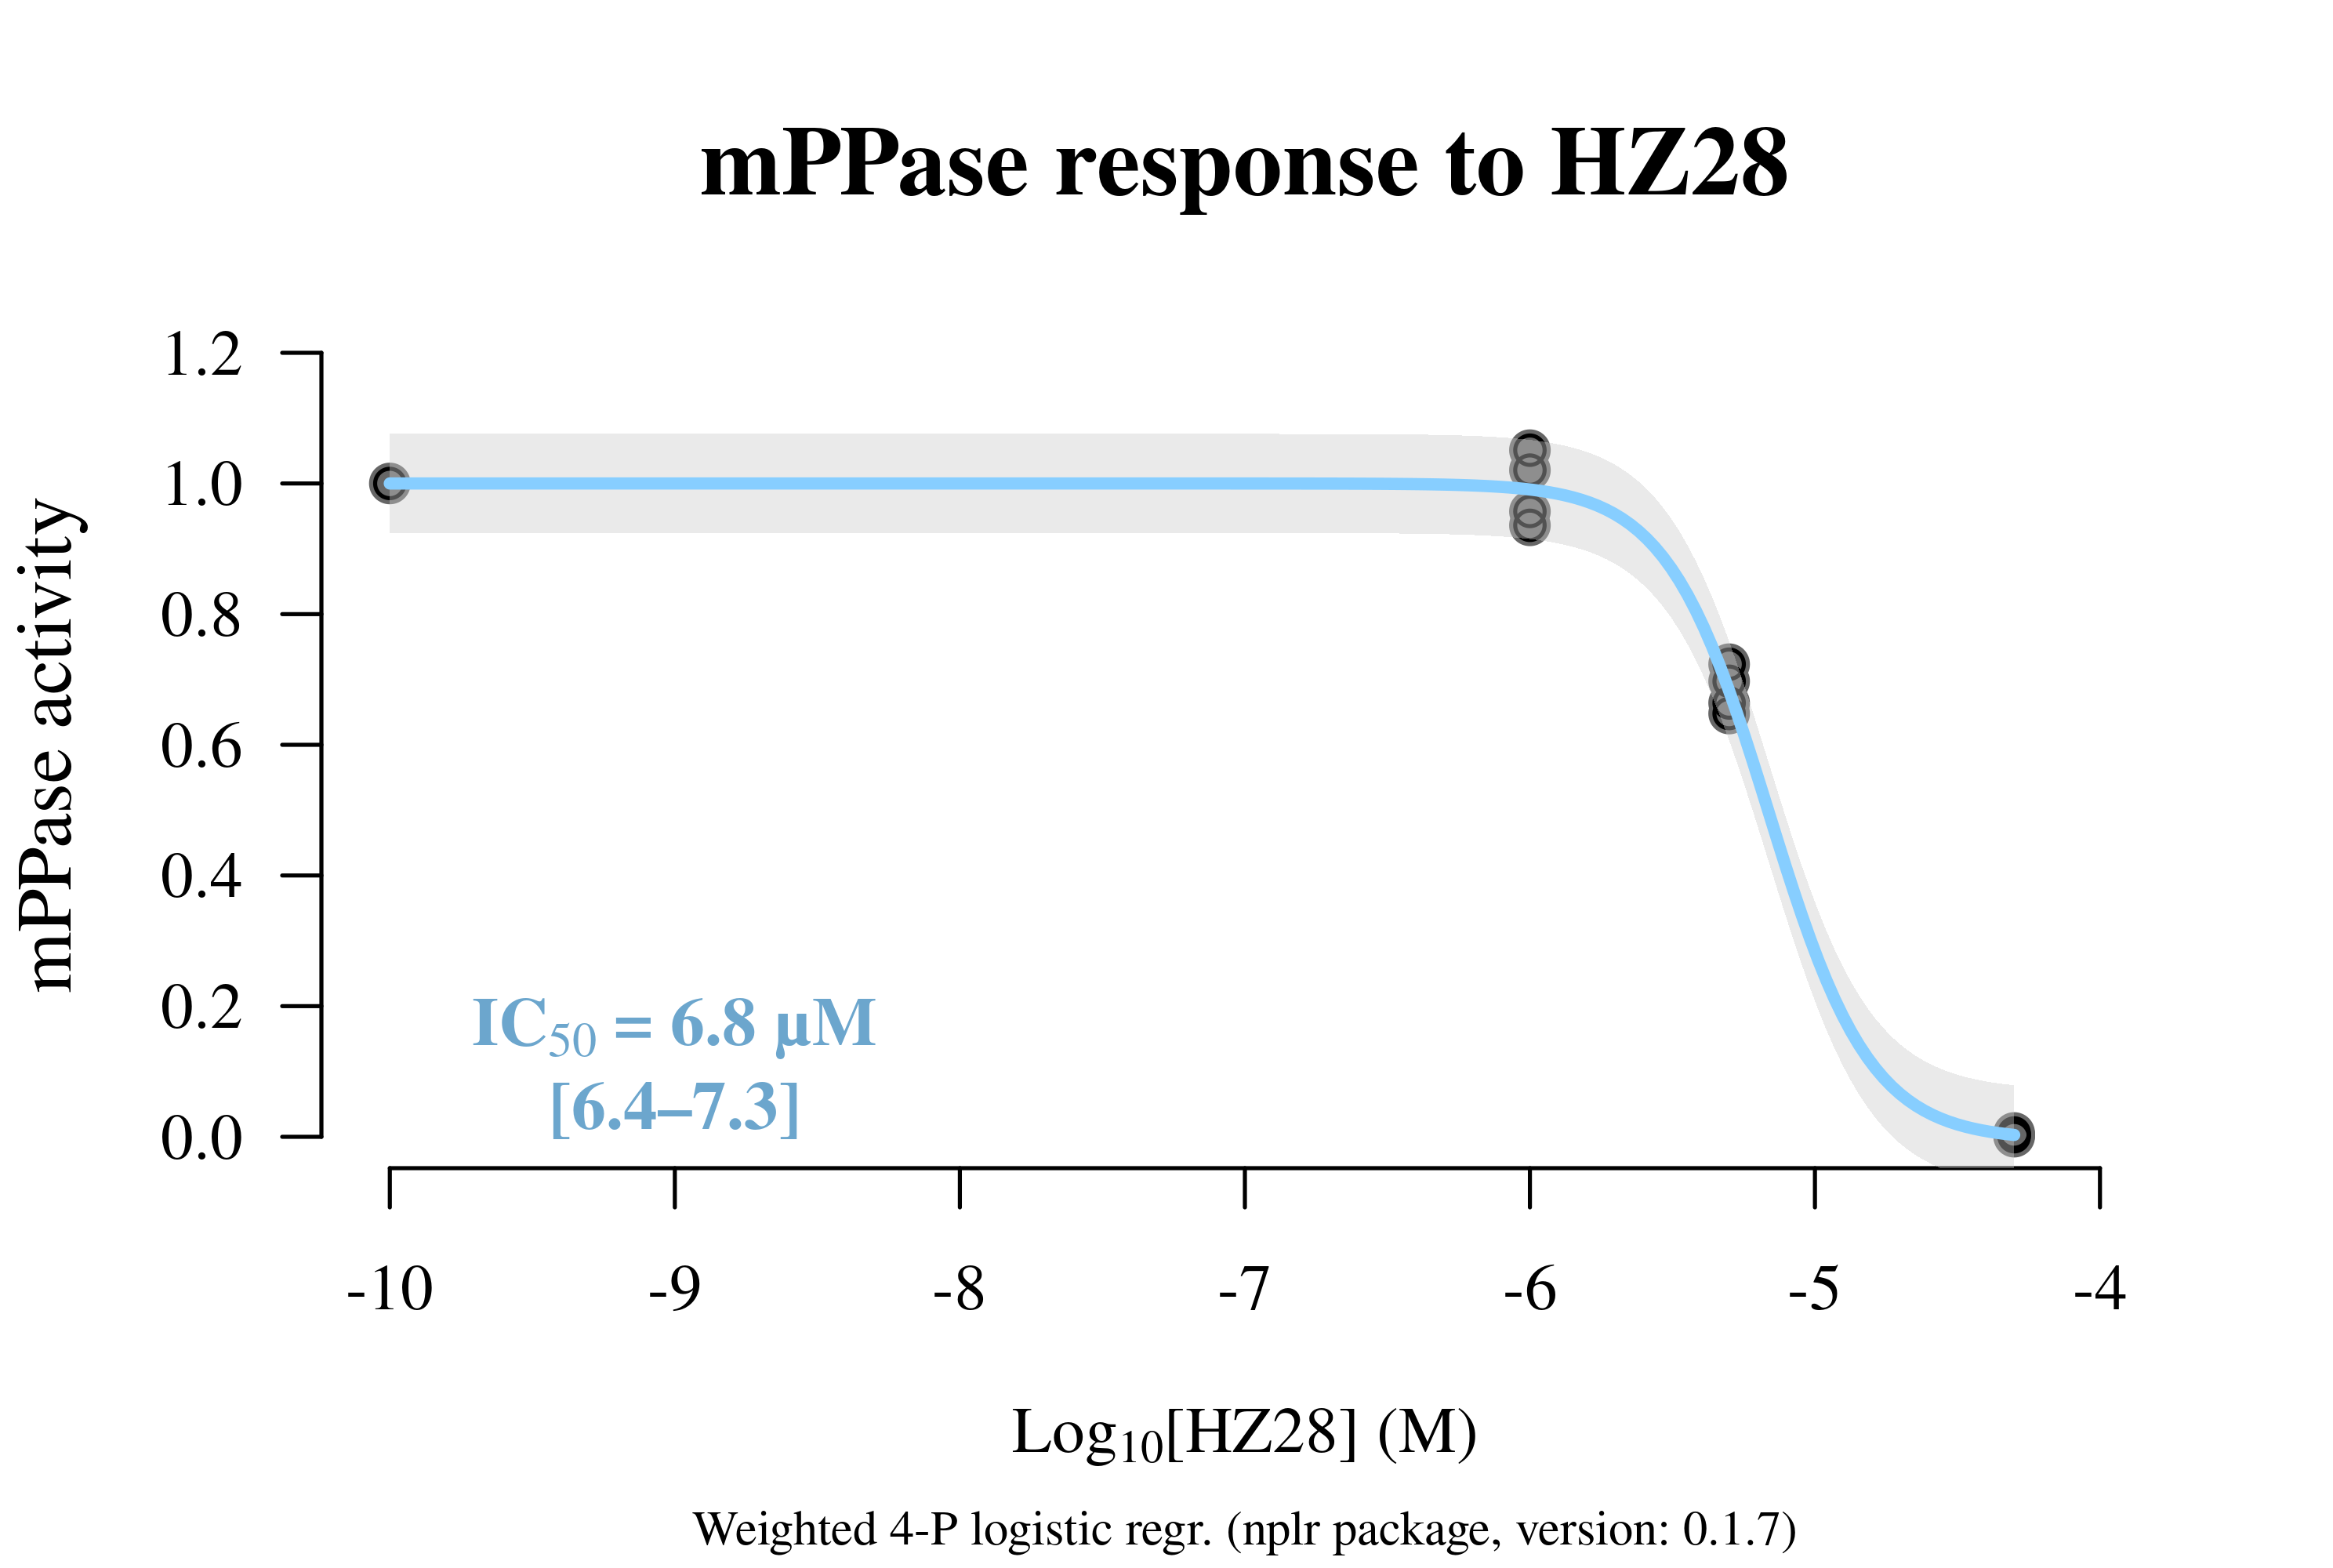 mPPase response to HZ28
mPPase activity
1.2
1.0
0.8
0.6
0.4
0.2
0.0
IC50 = 6.8 µM
[6.4–7.3]
-10 -9 -8 -7 -6 -5 -4
Log10[HZ28] (M)
Weighted 4-P logistic regr. (nplr package, version: 0.1.7)